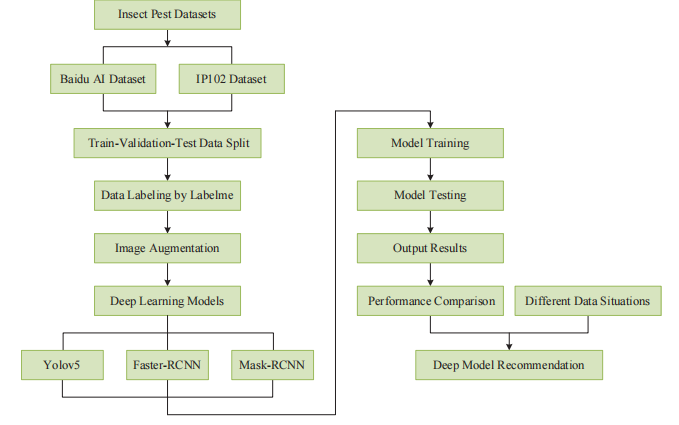 Insect Pest Datasets
Baidu AI Dataset
IP102 Dataset
Train-Validation-Test Data Split
Data Labeling by Labelme
Image Augmentation
Deep Learning Models
Yolov5
Faster-RCNN
Mask-RCNN
Model Training
Model Testing
Output Results
Performance Comparison
Different Data Situations
Deep Model Recommendation